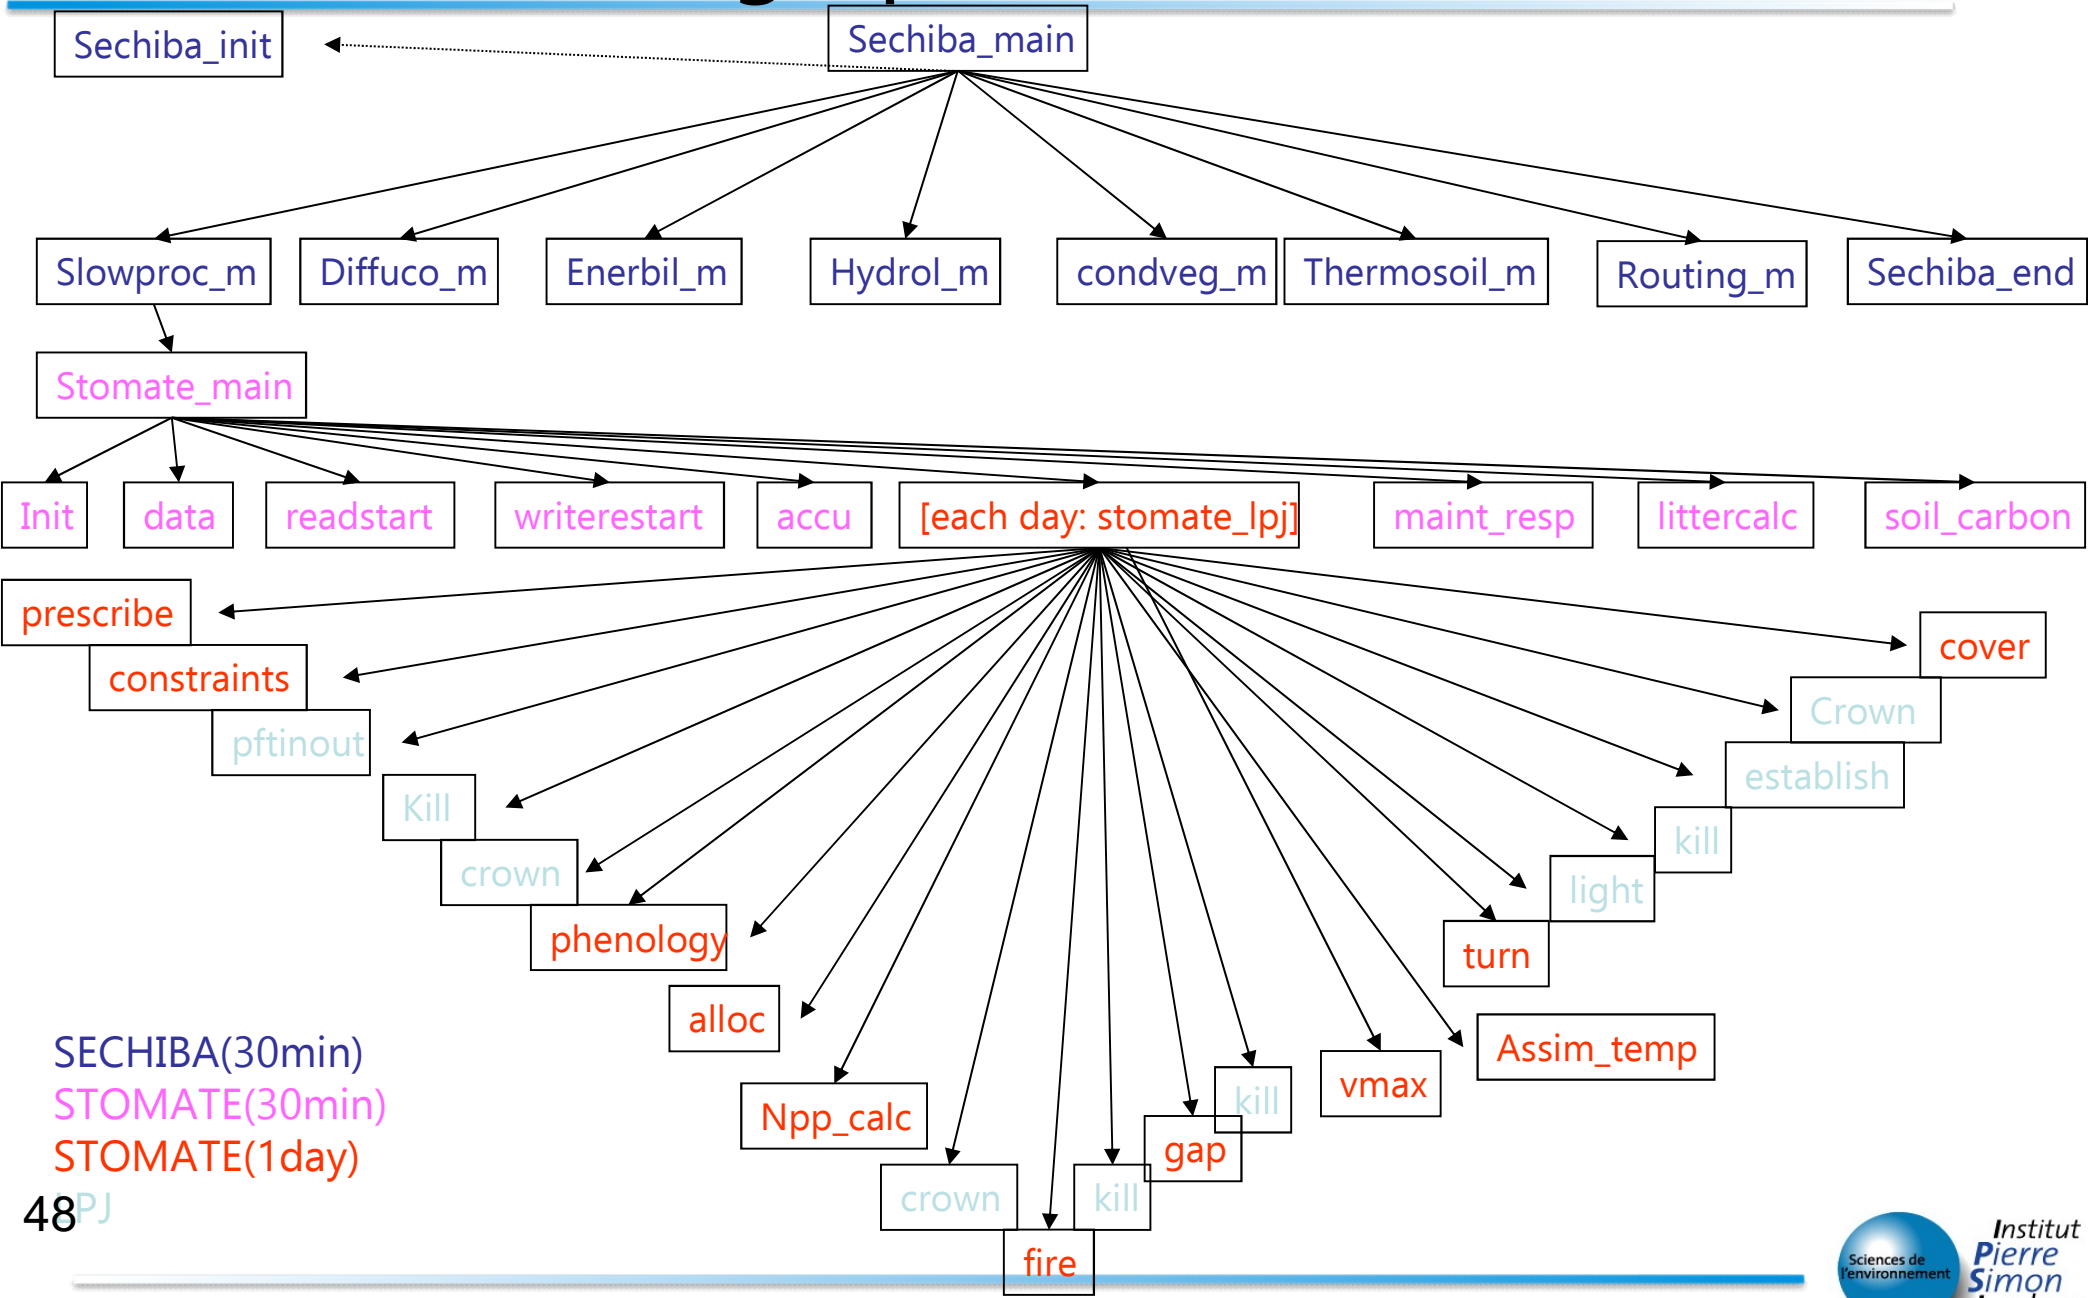 Sechiba_init
Sechiba_main
Slowproc_m
Diffuco_m
Enerbil_m
Hydrol_m
condveg_m
Thermosoil_m
Routing_m
Sechiba_end
Stomate_main
Init
data
readstart
writerestart
accu
[each day: stomate_lpj]
maint_resp
littercalc
soil_carbon
prescribe
constraints
pftinout
Kill
crown
phenology
alloc
Npp_calc
crown
fire
kill
gap
kill
vmax
Assim_temp
turn
light
kill
establish
Crown
cover
SECHIBA(30min)
STOMATE(30min)
STOMATE(1day)
LPJ
48
Sciences de
l'environnement
Institut
Pierre
Simon